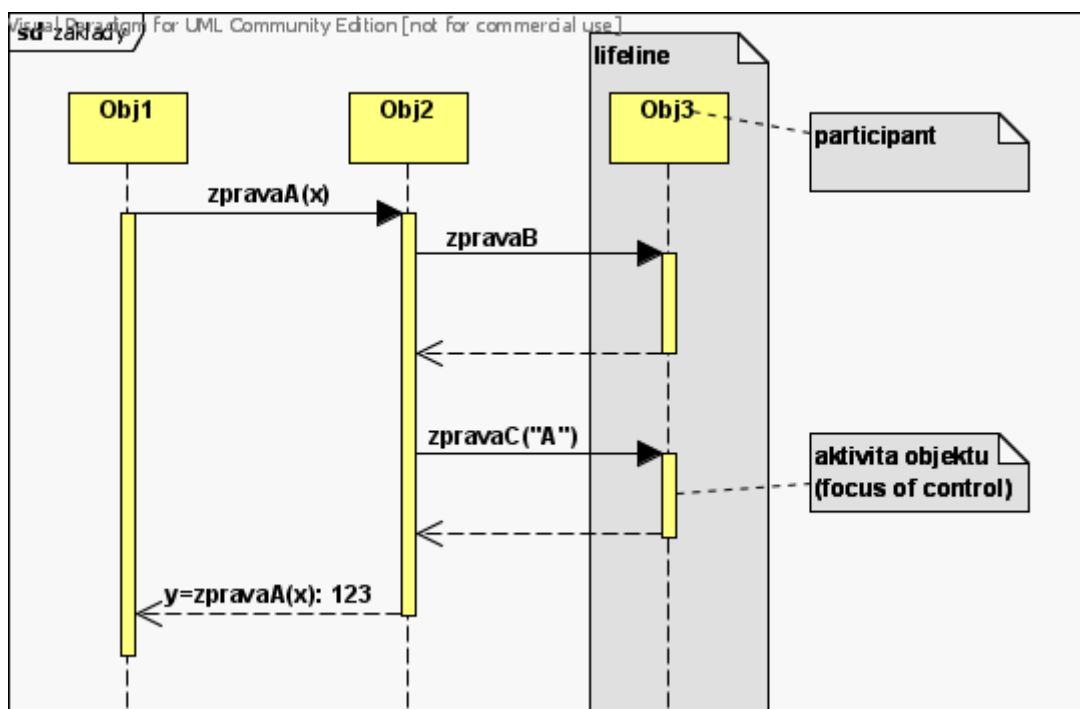 Visual Paradigm for UML Community Edition [not for commercial use]
sd zaklady
lifeline
Obj1
Obj2
Obj3
participant
zpravaA(x)
zpravaB
zpravaC("A")
aktivita objektu
(focus of control)
y=zpravaA(x): 123